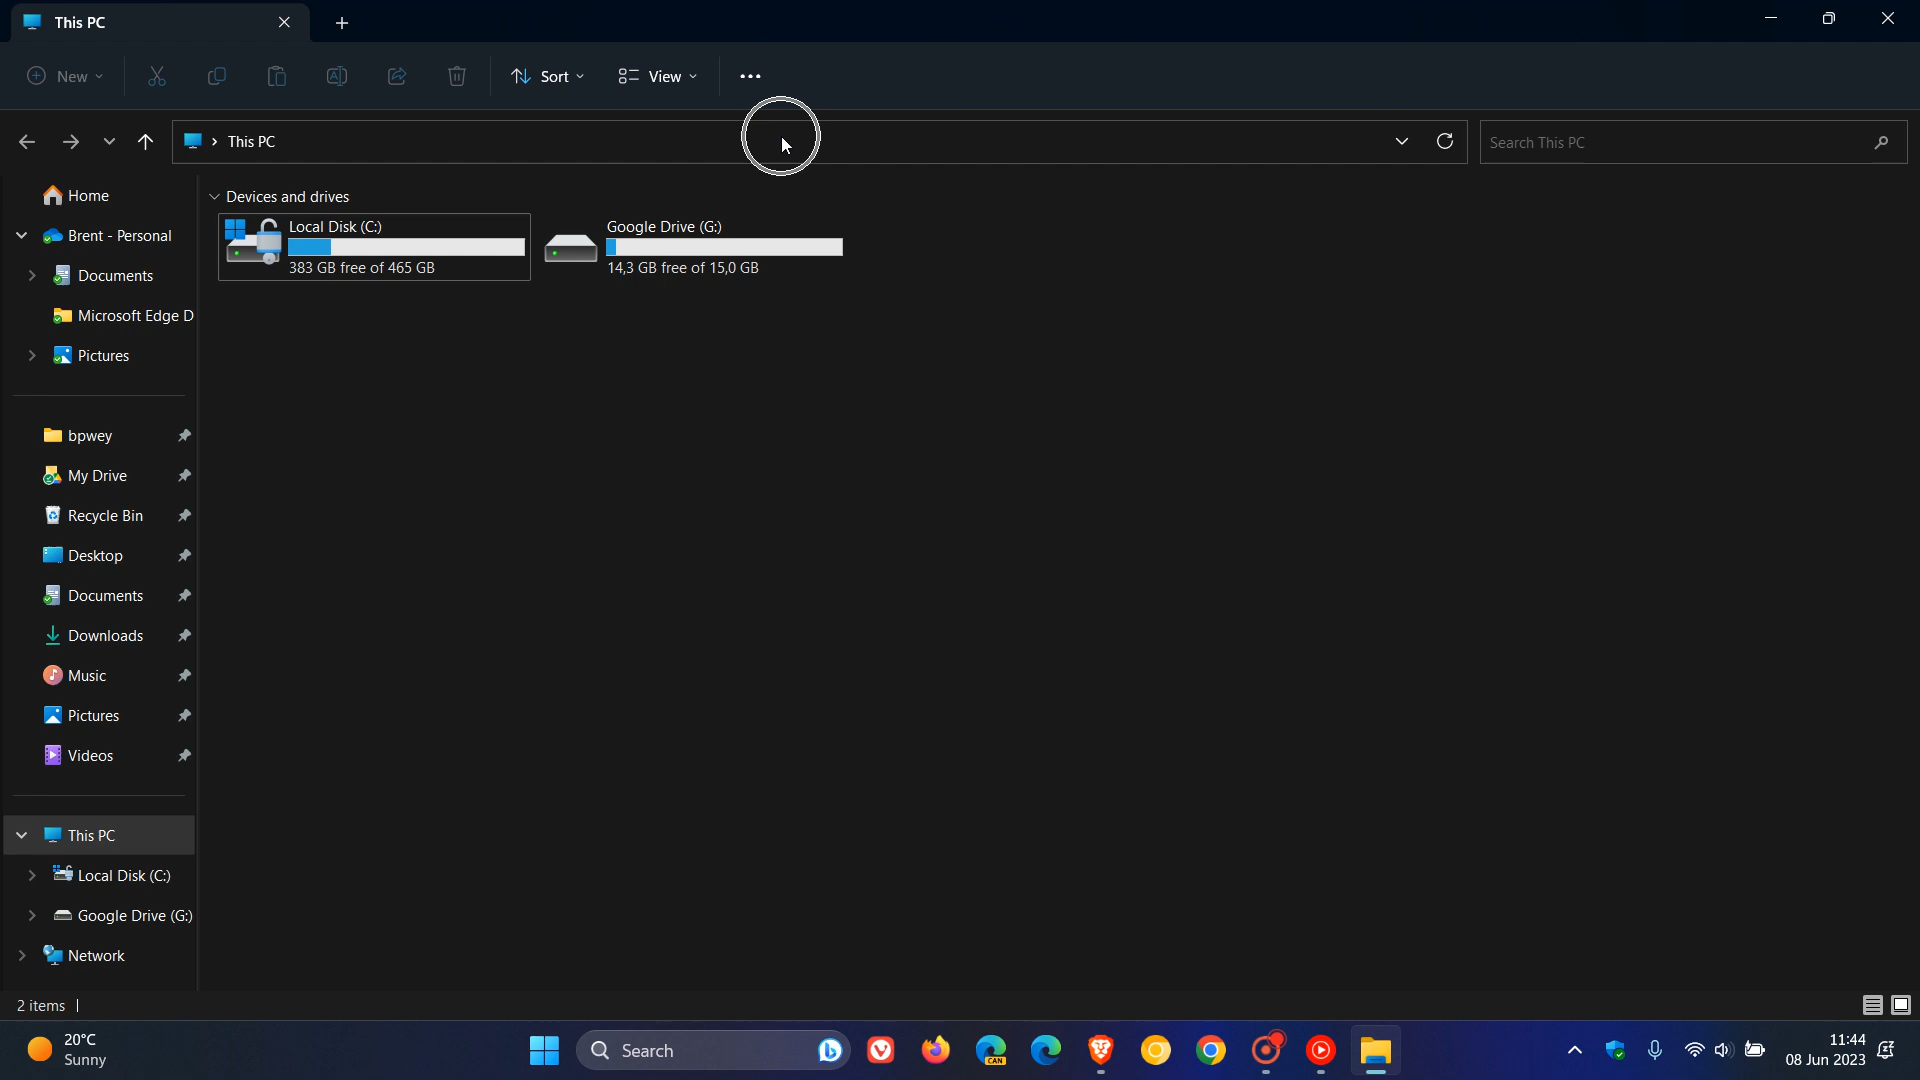 This PC
New
Sort
View
This PC
Search This PC
Home
Brent - Personal
Documents
Microsoft Edge D
Pictures
bpwey
My Drive
Recycle Bin
Desktop
Documents
Downloads
Music
Pictures
Videos
This PC
Local Disk (C:)
Google Drive (G:)
Network
Devices and drives
Local Disk (C:)
383 GB free of 465 GB
Google Drive (G:)
14,3 GB free of 15,0 GB
2 items
20°C
Sunny
Search
CAN
11:44
08 Jun 2023